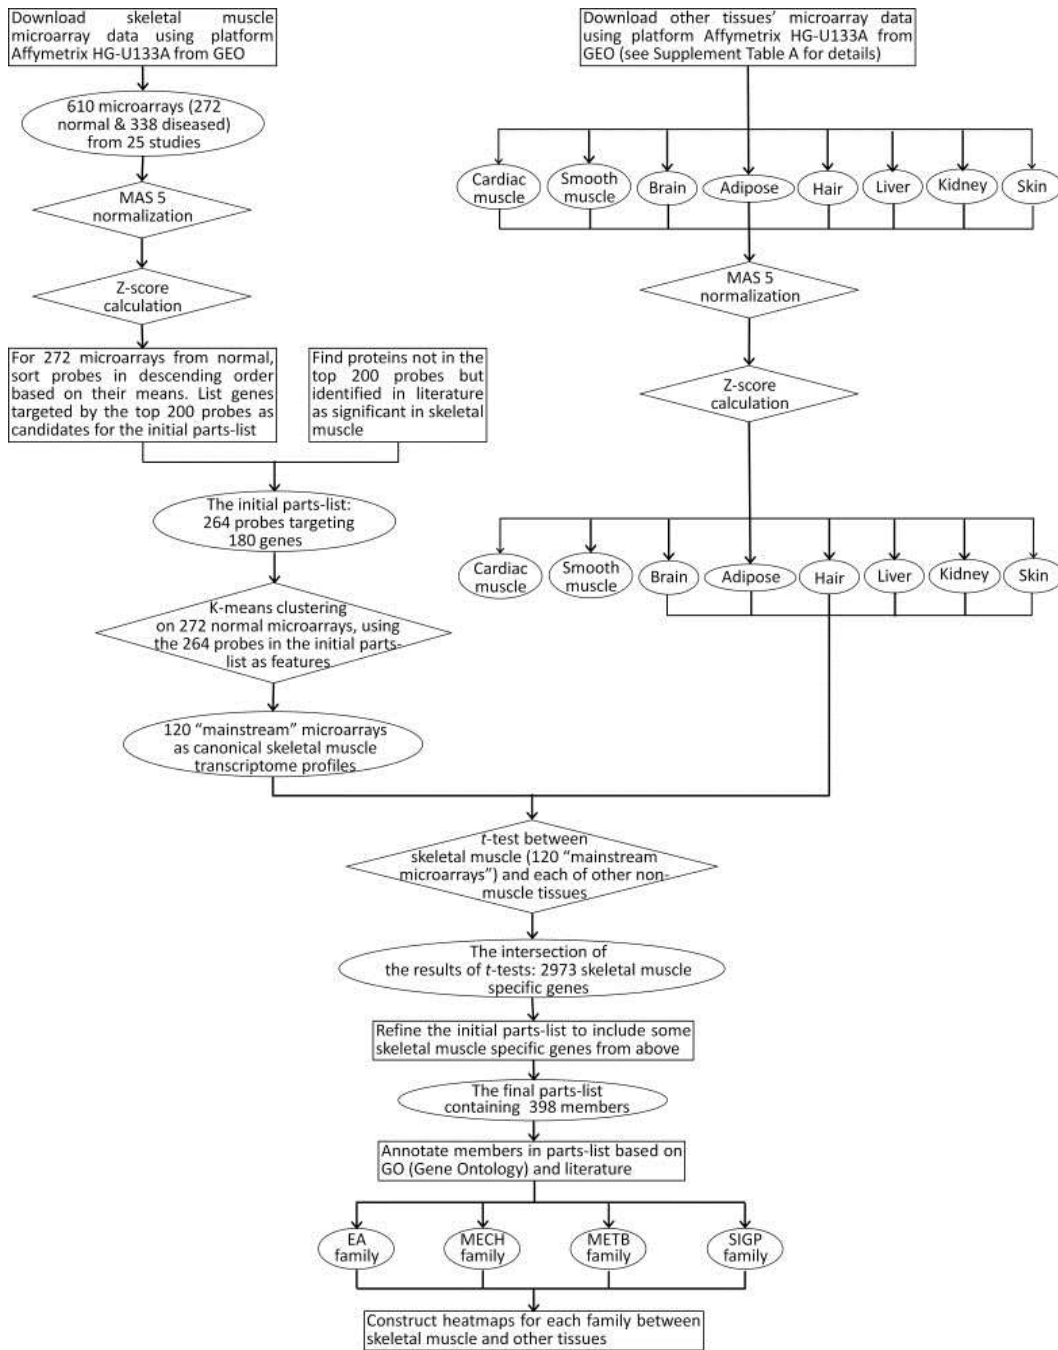 Download skeletal muscle
microarray data using platform
Affymetrix HG-U133A from GEO
610 microarrays (272
normal & 338 diseased)
from 25 studies
MAS 5
normalization
Z-score
calculation
For 272 microarrays from normal,
sort probes in descending order
based on their means. List genes
targeted by the top 200 probes as
candidates for the initial parts-list
Find proteins not in the
top 200 probes but
identified in literature
as significant in skeletal
muscle
The initial parts-list:
264 probes targeting
180 genes
K-means clustering
on 272 normal microarrays, using
the 264 probes in the initial parts-
list as features
120 “mainstream” microarrays
as canonical skeletal muscle
transcriptome profiles
Download other tissues’ microarray data
using platform Affymetrix HG-U133A from
GEO (see Supplement Table A for details)
Cardiac
muscle
Smooth
muscle
Brain
Adipose
Hair
Liver
Kidney
Skin
MAS 5
normalization
Z-score
calculation
Cardiac
muscle
Smooth
muscle
Brain
Adipose
Hair
Liver
Kidney
Skin
t-test between
skeletal muscle (120 “mainstream
microarrays”) and each of other non-
muscle tissues
The intersection of
the results of t-tests: 2973 skeletal muscle
specific genes
Refine the initial parts-list to include some
skeletal muscle specific genes from above
The final parts-list
containing 398 members
Annotate members in parts-list based on
GO (Gene Ontology) and literature
EA
family
MECH
family
METB
family
SIGP
family
Construct heatmaps for each family between
skeletal muscle and other tissues